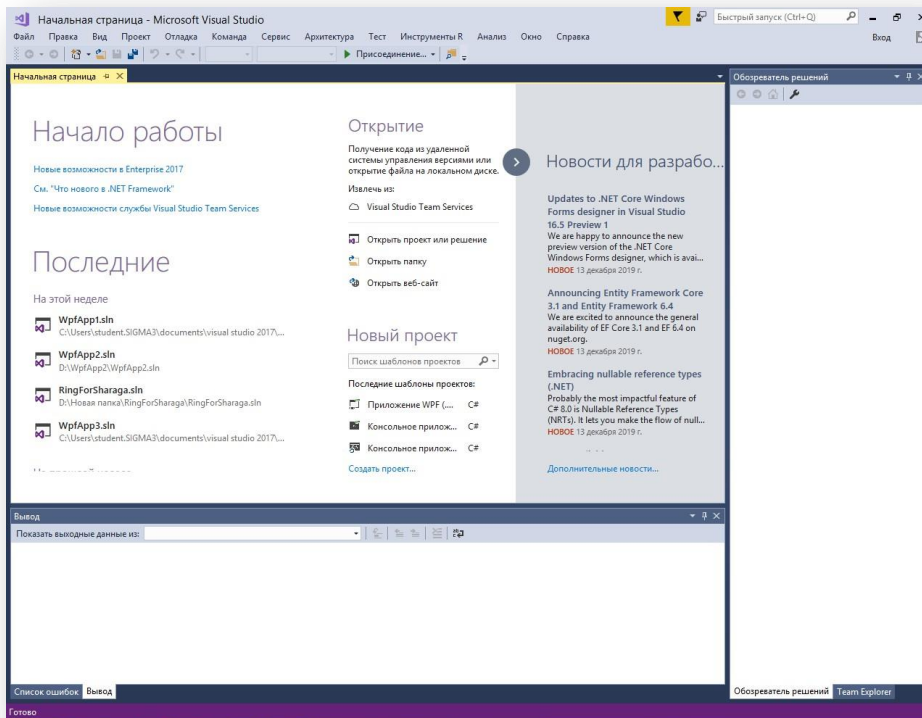 Начальная страница - Microsoft Visual Studio
Быстрый запуск (Ctrl+Q)
Файл Правка Вид Проект Отладка Команда Сервис Архитектура Тест Инструменты R Анализ Окно Справка
Вход
Присоединение...
Начальная страница
Начало работы
Новые возможности в Enterprise 2017
См. "Что нового в .NET Framework"
Новые возможности службы Visual Studio Team Services
Последние
На этой неделе
WpfApp1.sln
C:\Users\student.SIGMA3\documents\visual studio 2017\...
WpfApp2.sln
D:\WpfApp2\WpfApp2.sln
RingForSharaga.sln
D:\Новая папка\RingForSharaga\RingForSharaga.sln
WpfApp3.sln
C:\Users\student.SIGMA3\documents\visual studio 2017\...
Открытие
Получение кода из удаленной
системы управления версиями или
открытие файла на локальном диске.
Извлечь из:
Visual Studio Team Services
Открыть проект или решение
Открыть папку
Открыть веб-сайт
Новый проект
Поиск шаблонов проектов
Последние шаблоны проектов:
Приложение WPF (.... C#
Консольное прилож... C#
Консольное прилож... C#
Создать проект...
Новости для разрабо...
Updates to .NET Core Windows
Forms designer in Visual Studio
16.5 Preview 1
We are happy to announce the new
preview version of the .NET Core
Windows Forms designer, which is avai...
НОВОЕ 13 декабря 2019 г.
Announcing Entity Framework Core
3.1 and Entity Framework 6.4
We are excited to announce the general
availability of EF Core 3.1 and EF 6.4 on
nuget.org.
НОВОЕ 13 декабря 2019 г.
Embracing nullable reference types
(.NET)
Probably the most impactful feature of
C# 8.0 is Nullable Reference Types
(NRTs). It lets you make the flow of null...
НОВОЕ 13 декабря 2019 г.
Дополнительные новости...
Обозреватель решений
Вывод
Показать выходные данные из:
Список ошибок Вывод
Обозреватель решений Team Explorer
Готово